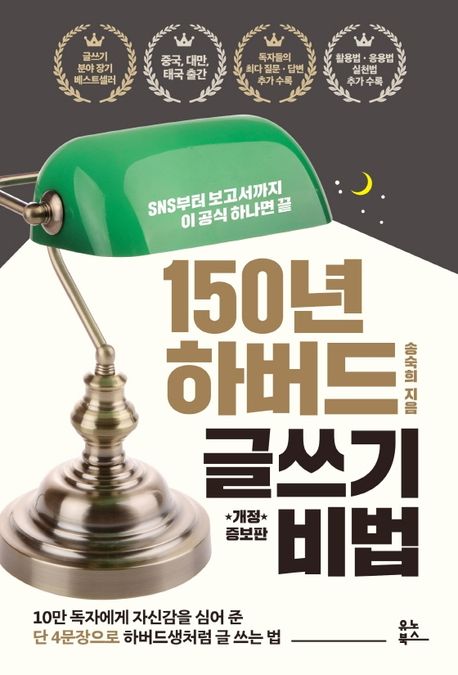 글쓰기
분야 장기
베스트셀러
중국, 대만,
태국 출간
독자들의
최다 질문·답변
추가 수록
활용법·응용법
실천법
추가 수록
SNS부터 보고서까지
이 공식 하나면 끝
150년
하버드
송숙희 지음
글쓰기
★개정★
증보판
비법
10만 독자에게 자신감을 심어 준
단 4문장으로 하버드생처럼 글 쓰는 법
유노
북스